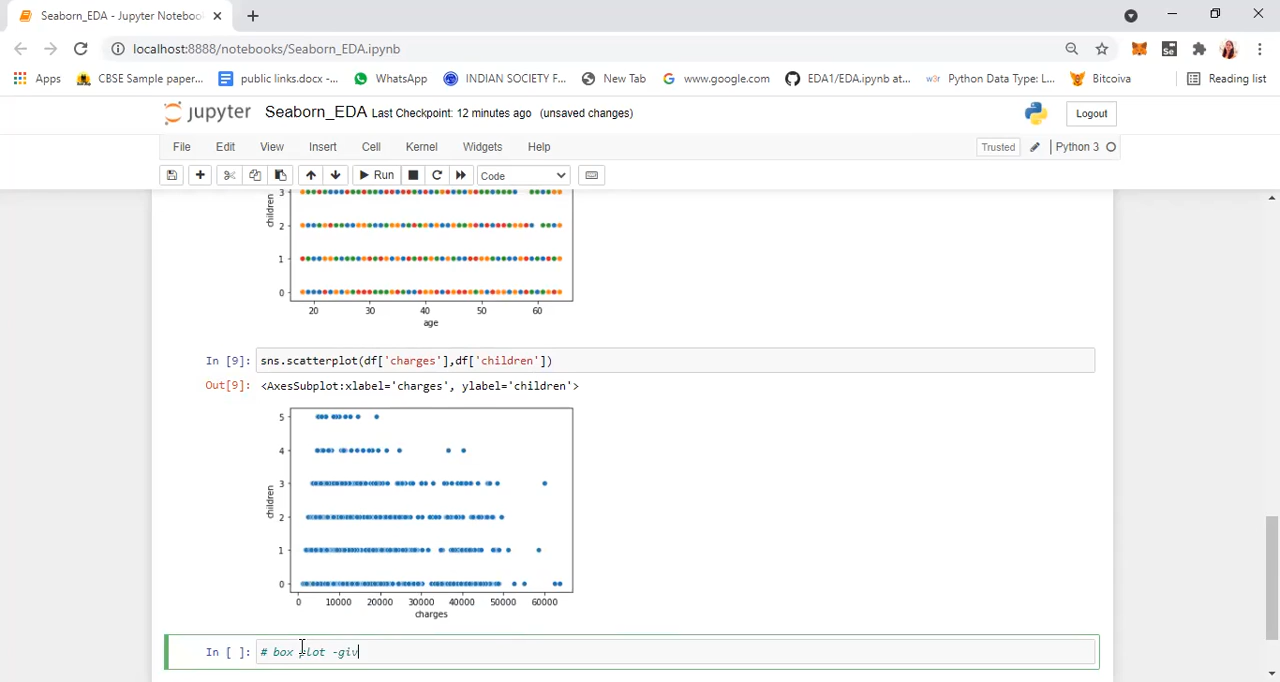 Seaborn_EDA - Jupyter Notebook
localhost:8888/notebooks/Seaborn_EDA.ipynb
Apps CBSE Sample paper... public links.docx -... WhatsApp INDIAN SOCIETY F... New Tab www.google.com EDA1/EDA.ipynb at... Python Data Type: L... Bitcoiva Reading list
jupyter Seaborn_EDA Last Checkpoint: 12 minutes ago (unsaved changes) Logout
File Edit View Insert Cell Kernel Widgets Help Trusted Python 3
Run Code
3
children
2
1
0
20 30 40 50 60
age
In [9]: sns.scatterplot(df['charges'],df['children'])
Out[9]: <AxesSubplot:xlabel='charges', ylabel='children'>
5
4
3
children
2
1
0
0 10000 20000 30000 40000 50000 60000
charges
In [ ]: # box plot -giv